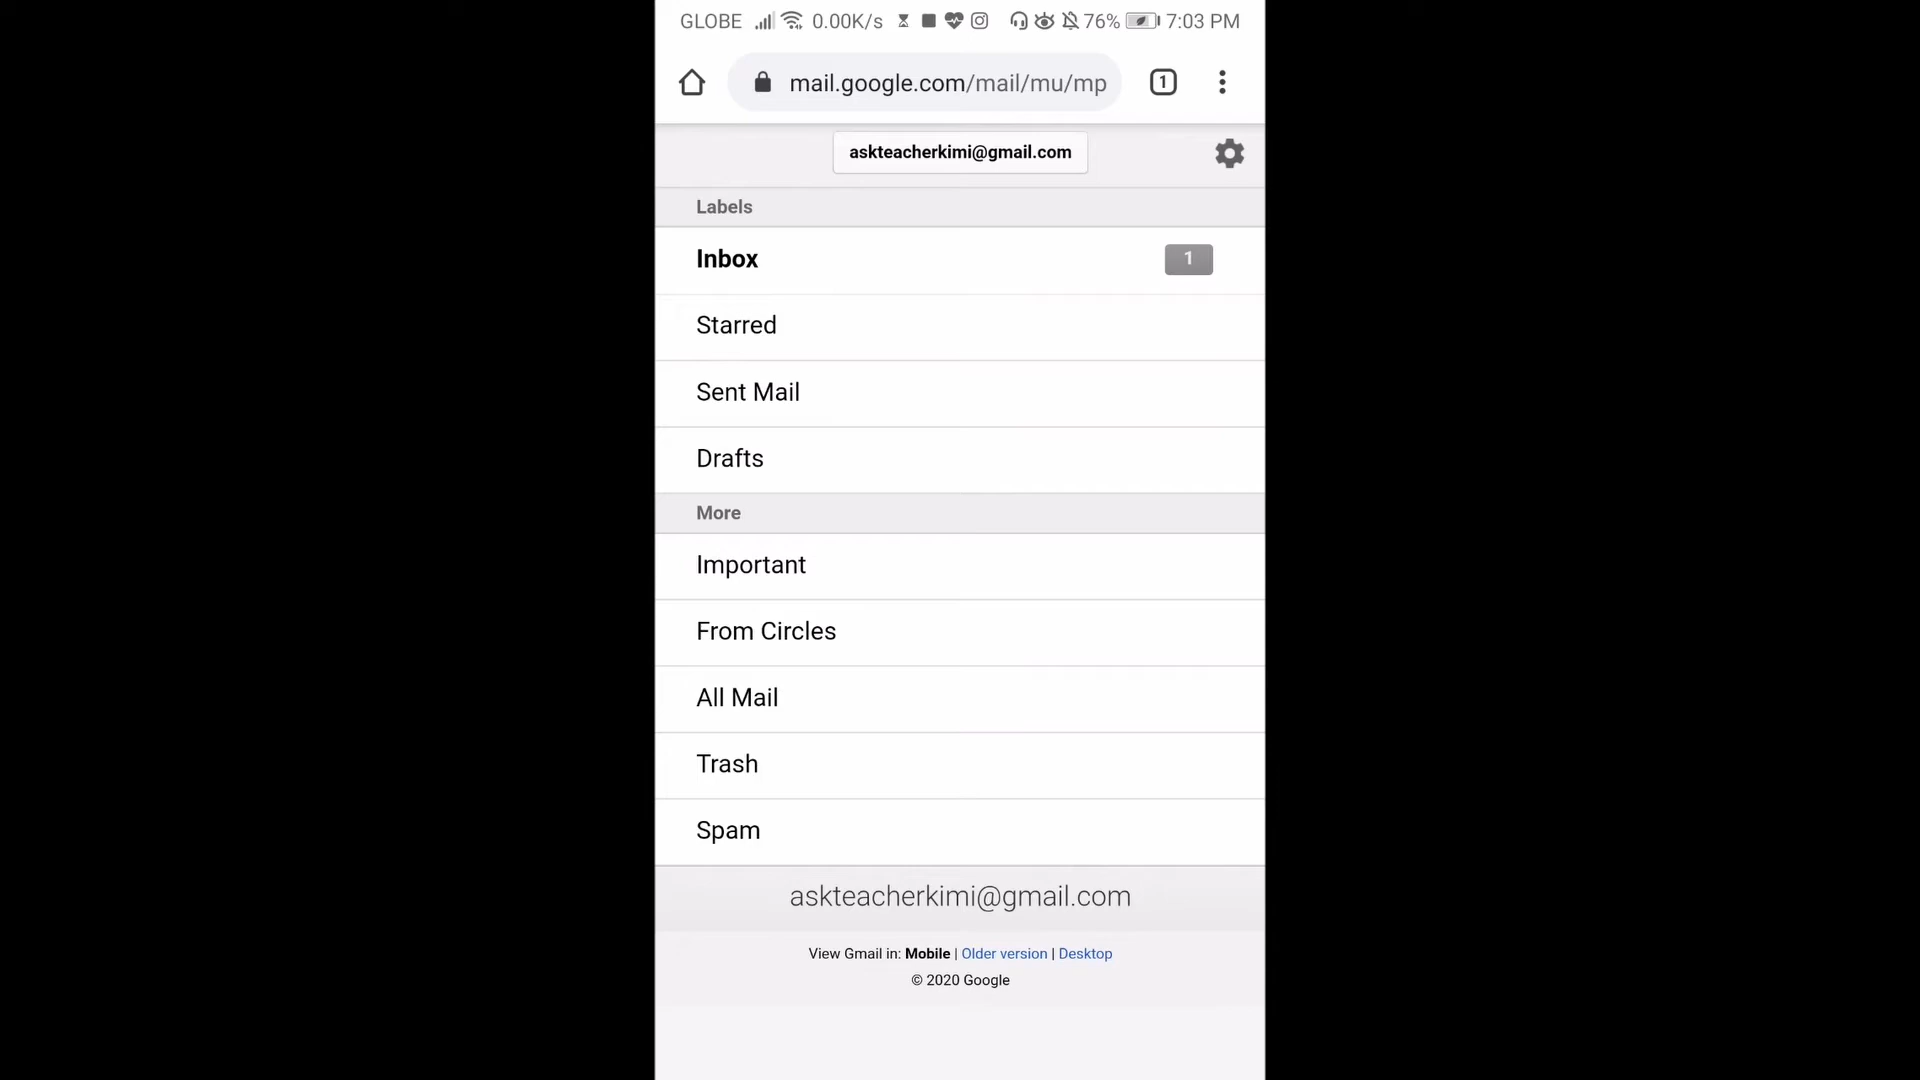 GLOBE 0.00K/s 76% 7:03 PM
mail.google.com/mail/mu/mp 1
askteacherkimi@gmail.com
Labels
Inbox 1
Starred
Sent Mail
Drafts
More
Important
From Circles
All Mail
Trash
Spam
askteacherkimi@gmail.com
View Gmail in: Mobile | Older version | Desktop
© 2020 Google